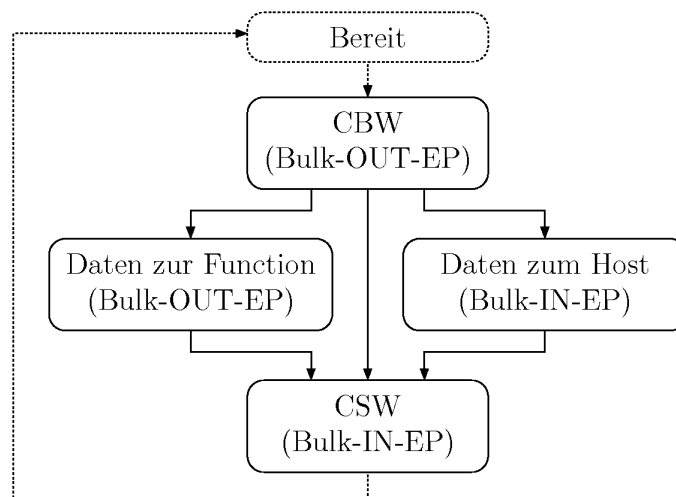 Bereit
CBW
(Bulk-OUT-EP)
Daten zur Function
(Bulk-OUT-EP)
Daten zum Host
(Bulk-IN-EP)
CSW
(Bulk-IN-EP)